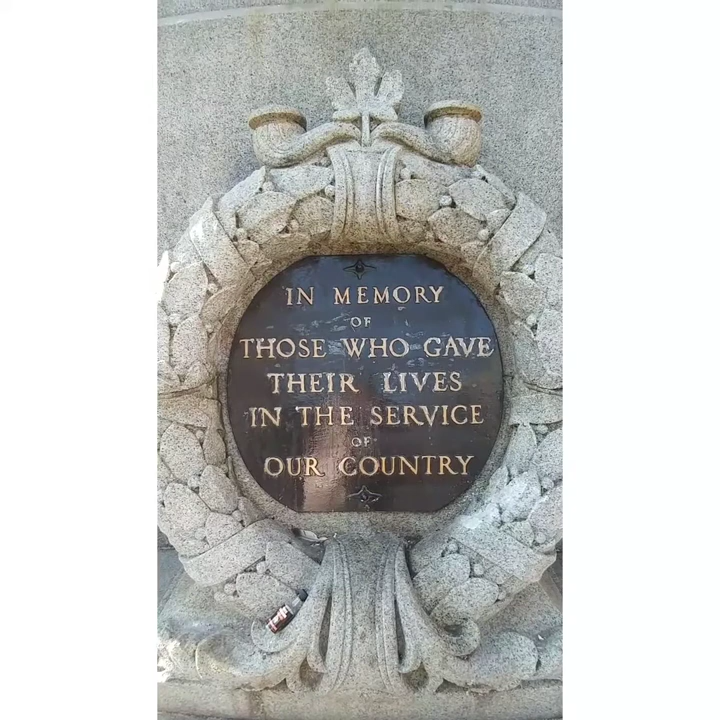 IN MEMORY
OF
THOSE WHO GAVE
THEIR LIVES
IN THE SERVICE
OF
OUR COUNTRY